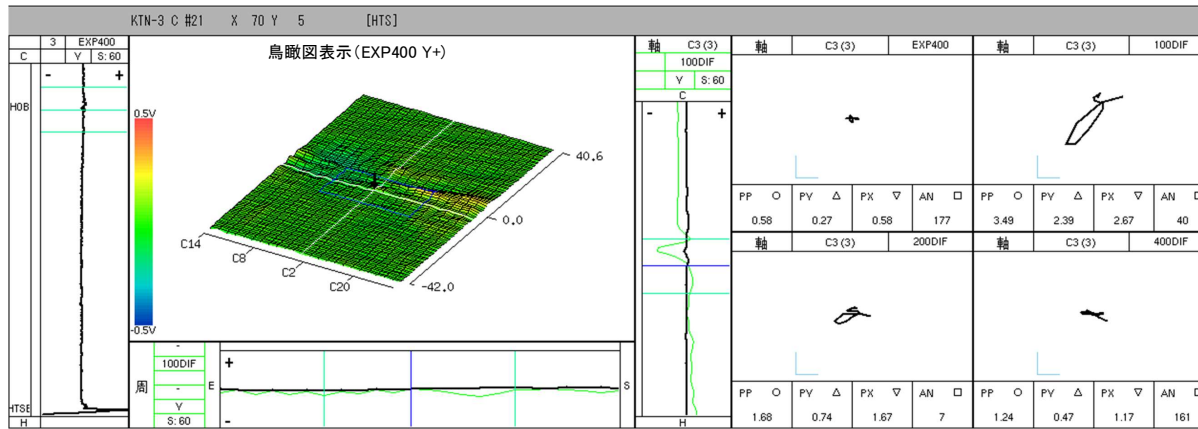 KTN-3 C #21 X 70 Y 5 [HTS]
3 EXP400
C Y S:60
- +
HOB
HTSE
H
鳥瞰図表示(EXP400 Y+)
0.5V
-0.5V
40.6
0.0
-42.0
C14
C8
C2
C20
周
-
100DIF
-
Y
S:60
+
E
S
-
軸 C3(3)
100DIF
Y S:60
C
- +
H
軸 C3(3) EXP400
PP ○ PY △ PX ▽ AN □
0.58 0.27 0.58 177
軸 C3(3) 100DIF
PP ○ PY △ PX ▽ AN
3.49 2.39 2.67 40
軸 C3(3) 200DIF
PP ○ PY △ PX ▽ AN □
1.68 0.74 1.67 7
軸 C3(3) 400DIF
PP ○ PY △ PX ▽ AN
1.24 0.47 1.17 161